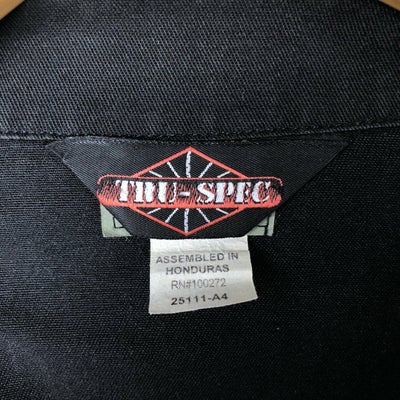 TRU-SPEC
ASSEMBLED IN
HONDURAS
RN#100272
25111-A4